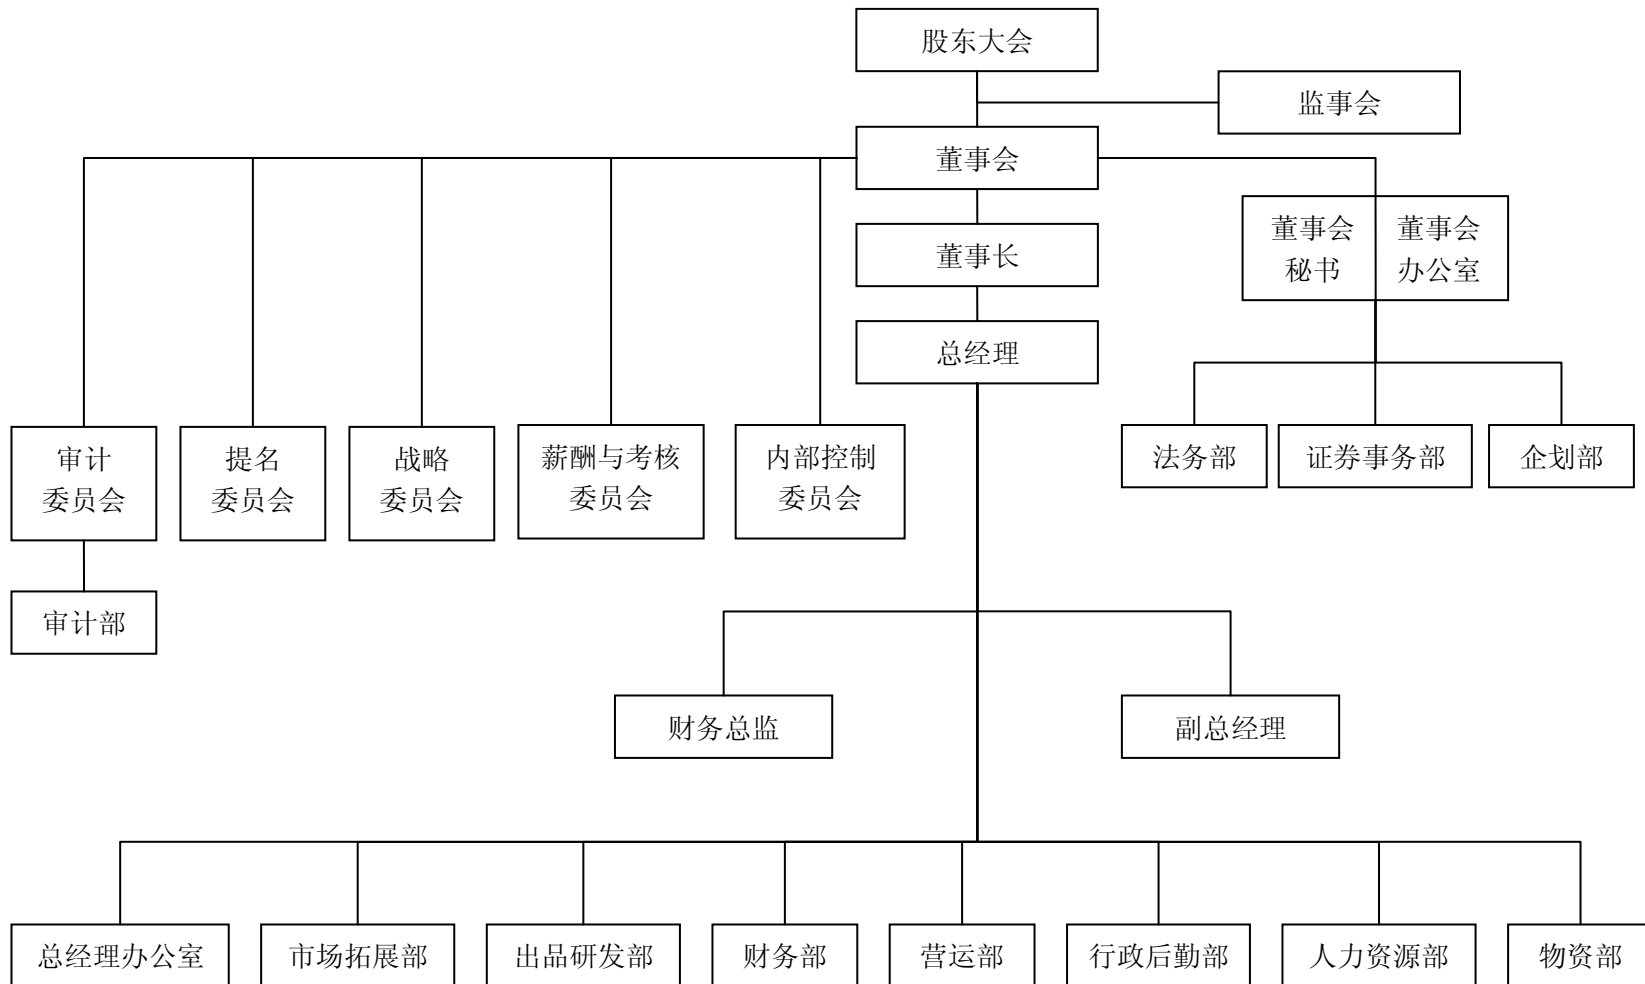 股东大会
监事会
董事会
董事会
秘书
董事会
办公室
董事长
总经理
审计
委员会
提名
委员会
战略
委员会
薪酬与考核
委员会
内部控制
委员会
法务部
证券事务部
企划部
审计部
财务总监
副总经理
总经理办公室
市场拓展部
出品研发部
财务部
营运部
行政后勤部
人力资源部
物资部